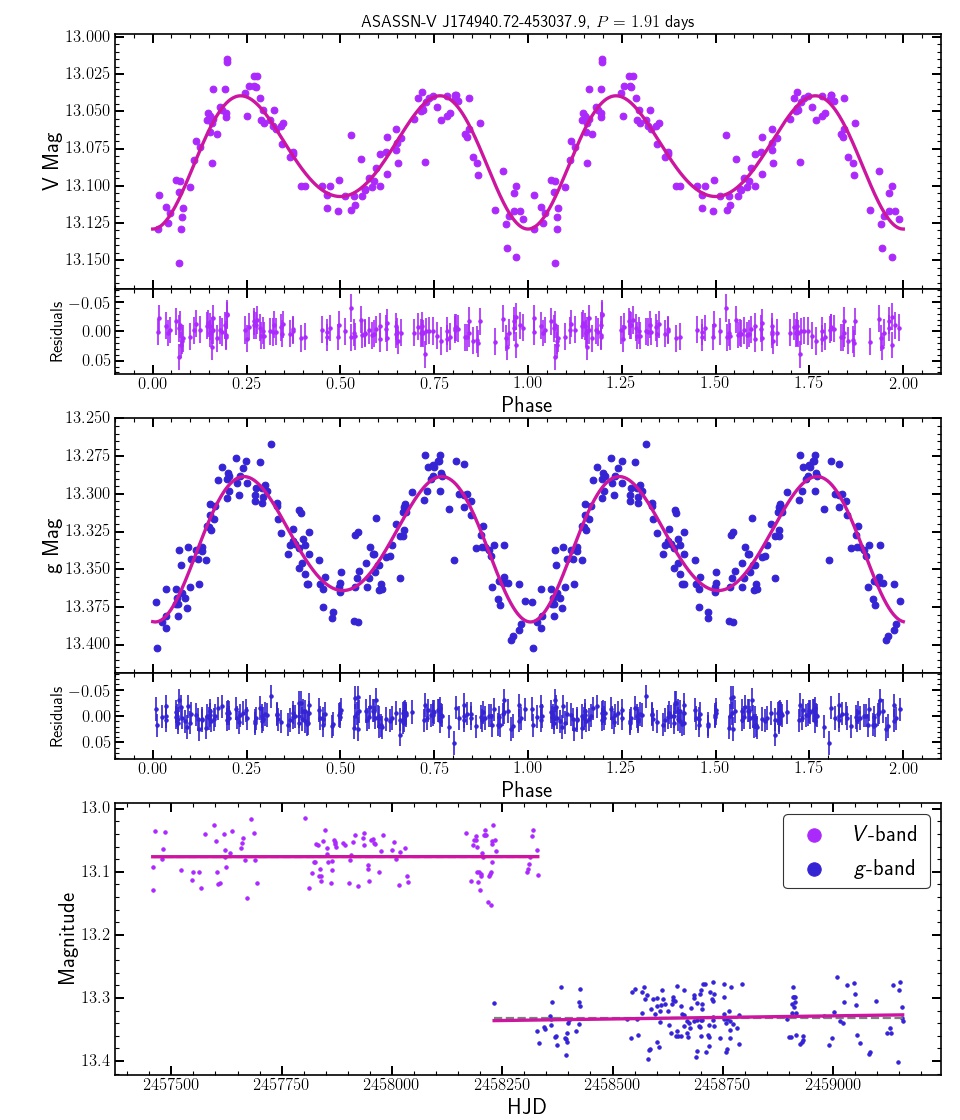 ASASSN-V J174940.72-453037.9, P = 1.91 days
13.000
13.025
13.050
13.075
13.100
13.125
13.150
V Mag
−0.05
0.00
0.05
Residuals
0.00 0.25 0.50 0.75 1.00 1.25 1.50 1.75 2.00
Phase
13.250
13.275
13.300
13.325
13.350
13.375
13.400
g Mag
−0.05
0.00
0.05
Residuals
0.00 0.25 0.50 0.75 1.00 1.25 1.50 1.75 2.00
Phase
13.0
13.1
13.2
13.3
13.4
Magnitude
V-band
g-band
2457500 2457750 2458000 2458250 2458500 2458750 2459000
HJD